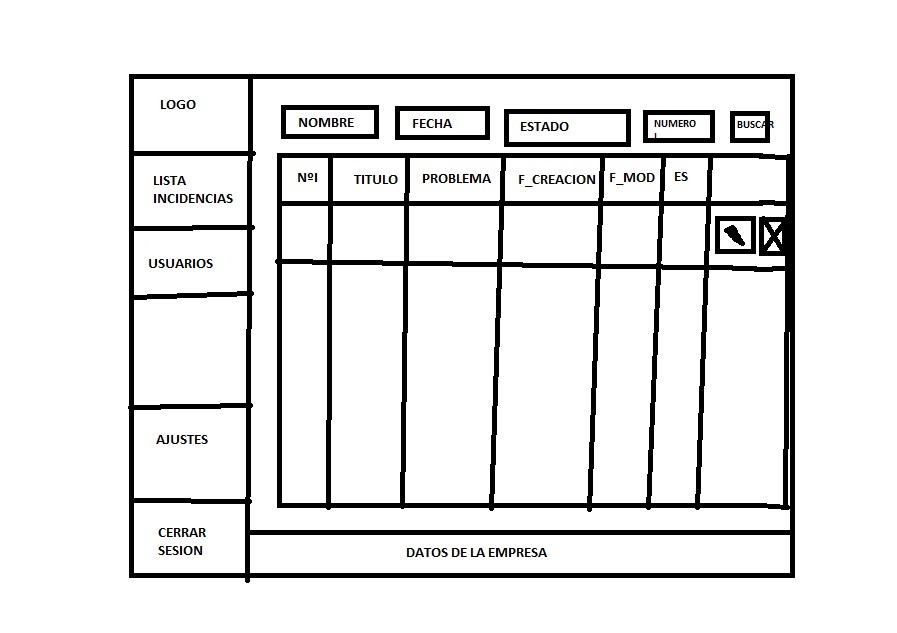 LOGO
NOMBRE
FECHA
ESTADO
NUMERO
I
BUSCAR
LISTA
INCIDENCIAS
NºI
TITULO
PROBLEMA
F_CREACION
F_MOD
ES
USUARIOS
AJUSTES
CERRAR
SESION
DATOS DE LA EMPRESA